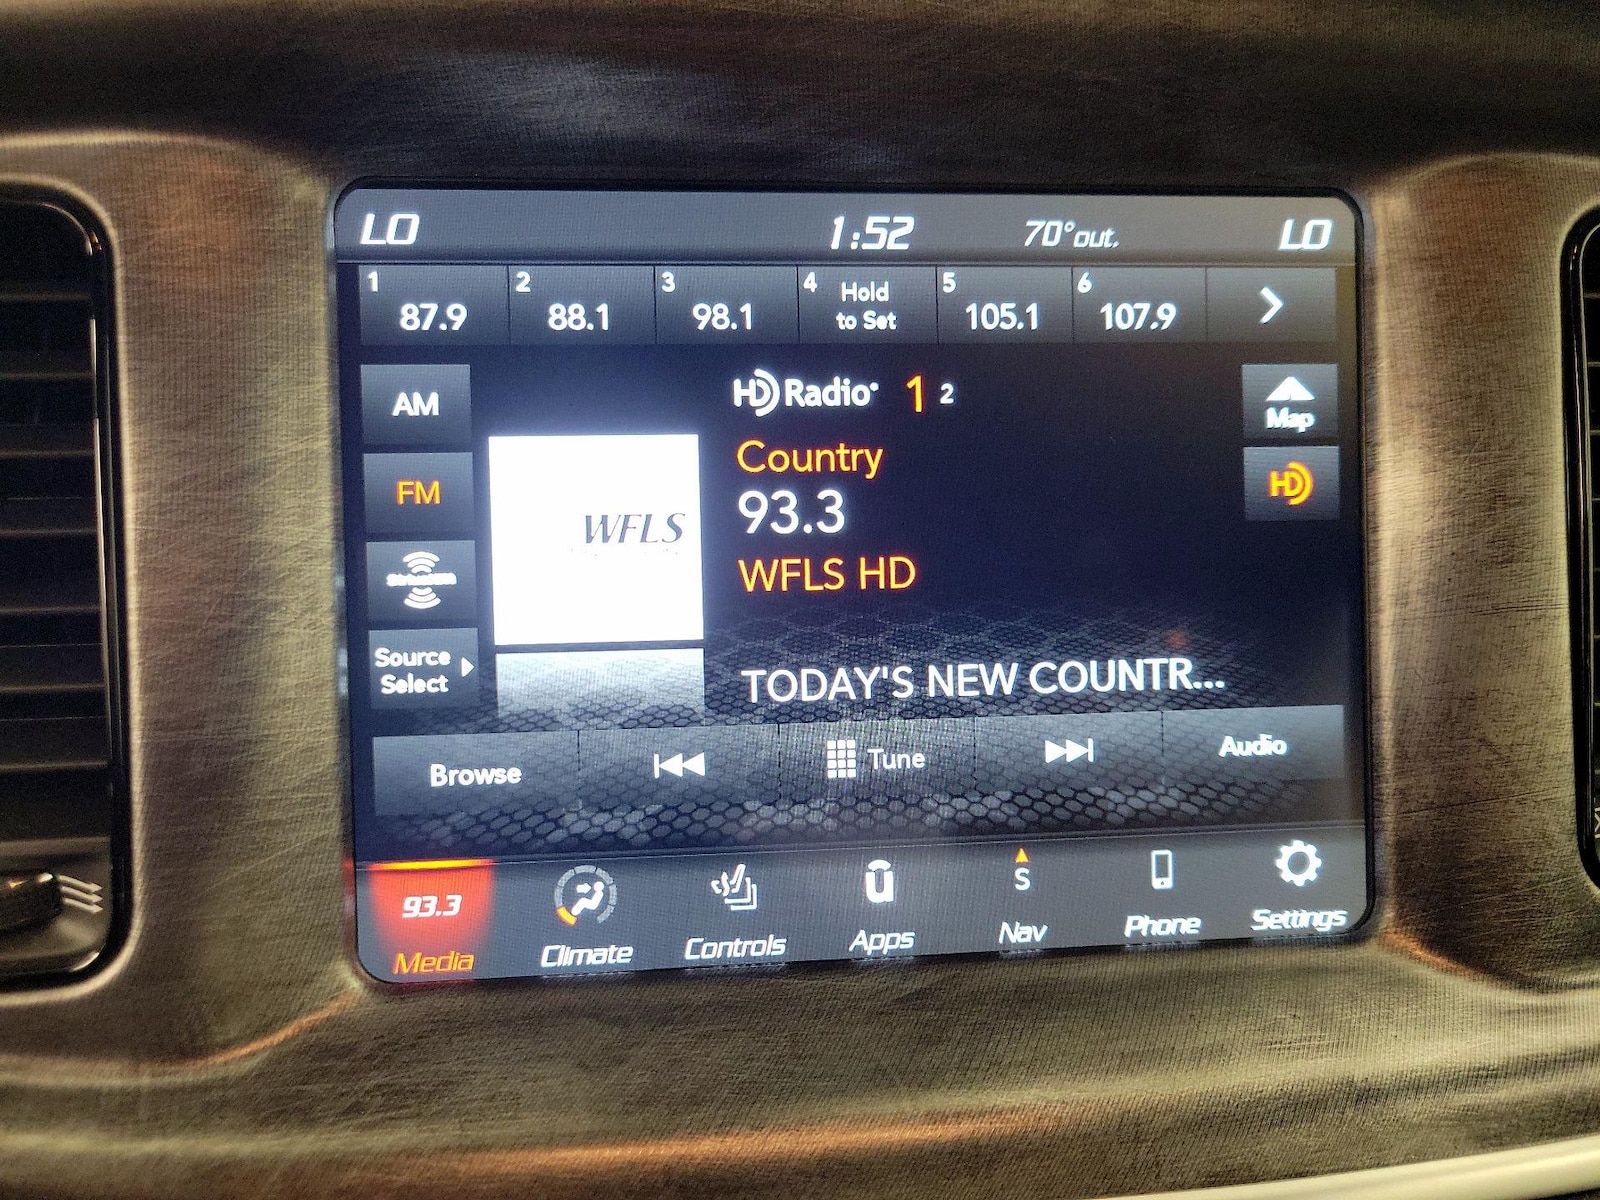 LO 1:52 70° out. LO
1 87.9 2 88.1 3 98.1 4 Hold to Set 5 105.1 6 107.9
AM
FM
SiriusXM
Source
Select
WFLS
HD Radio 1 2
Country
93.3
WFLS HD
TODAY'S NEW COUNTR...
Map
HD
Browse Tune Audio
93.3 S
Media Climate Controls Apps Nav Phone Settings